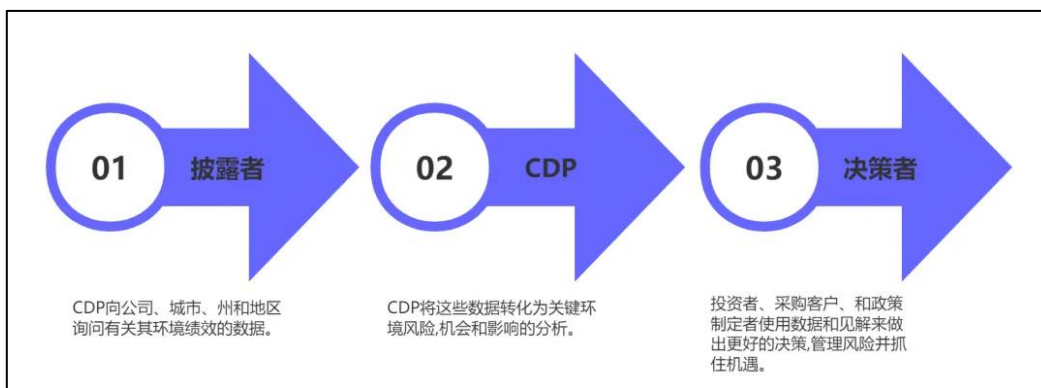 01
披露者
02
CDP
03
决策者
CDP向公司、城市、州和地区
询问有关其环境绩效的数据。
CDP将这些数据转化为关键环
境风险,机会和影响的分析。
投资者、采购客户、和政策
制定者使用数据和见解来做
出更好的决策,管理风险并抓
住机遇。